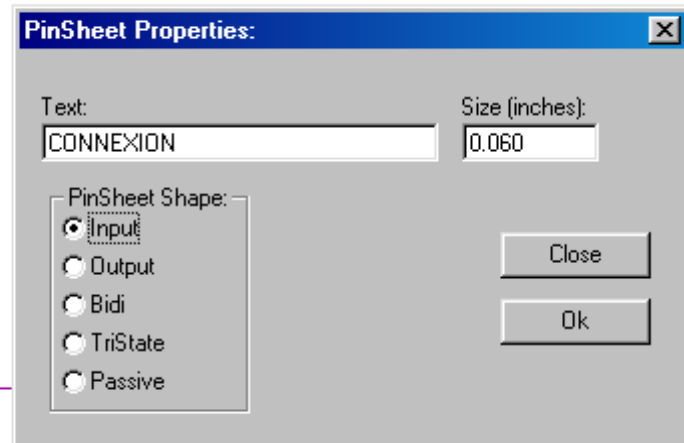 PinSheet Properties:
Text:
Size (inches):
CONNEXION
0.060
PinSheet Shape:
Input
Output
Bidi
TriState
Passive
Close
Ok